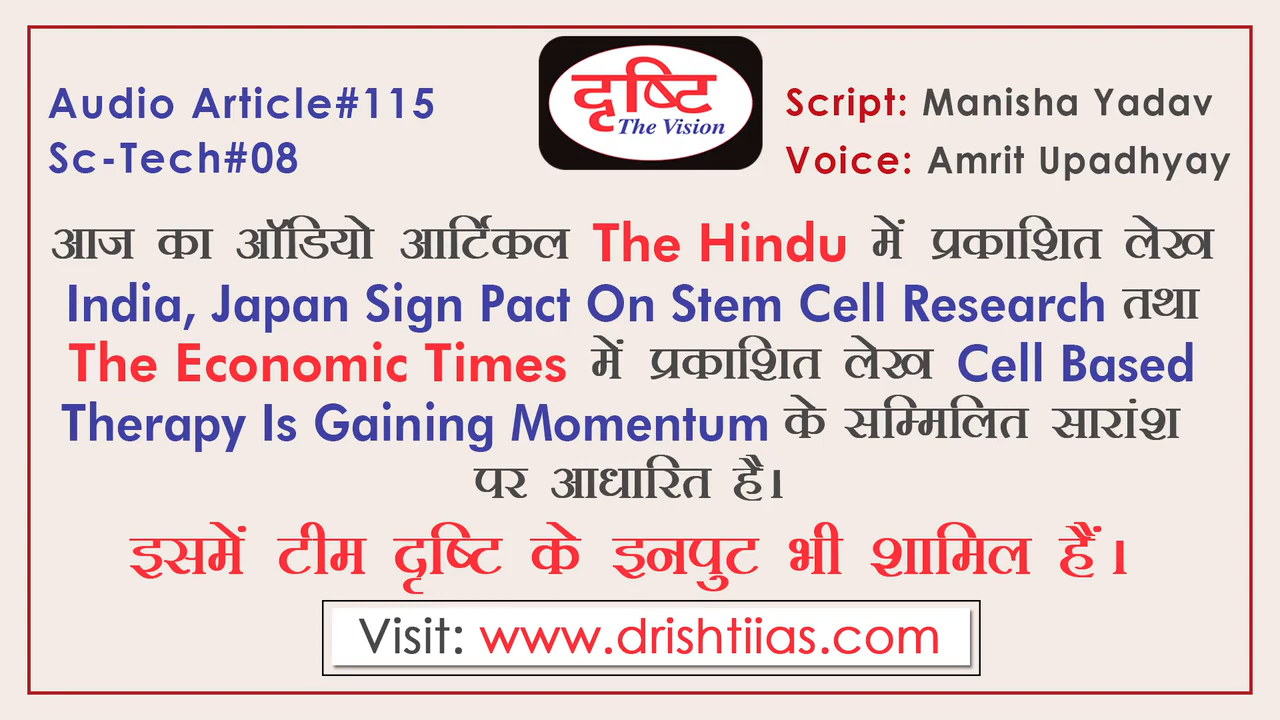 Audio Article#115
Sc-Tech#08
दृष्टि
The Vision
Script: Manisha Yadav
Voice: Amrit Upadhyay
आज का ऑडियो आर्टिकल The Hindu में प्रकाशित लेख
India, Japan Sign Pact On Stem Cell Research तथा
The Economic Times में प्रकाशित लेख Cell Based
Therapy Is Gaining Momentum के सम्मिलित सारांश
पर आधारित है।
इसमें टीम दृष्टि के इनपुट भी शामिल हैं।
Visit: www.drishtiias.com